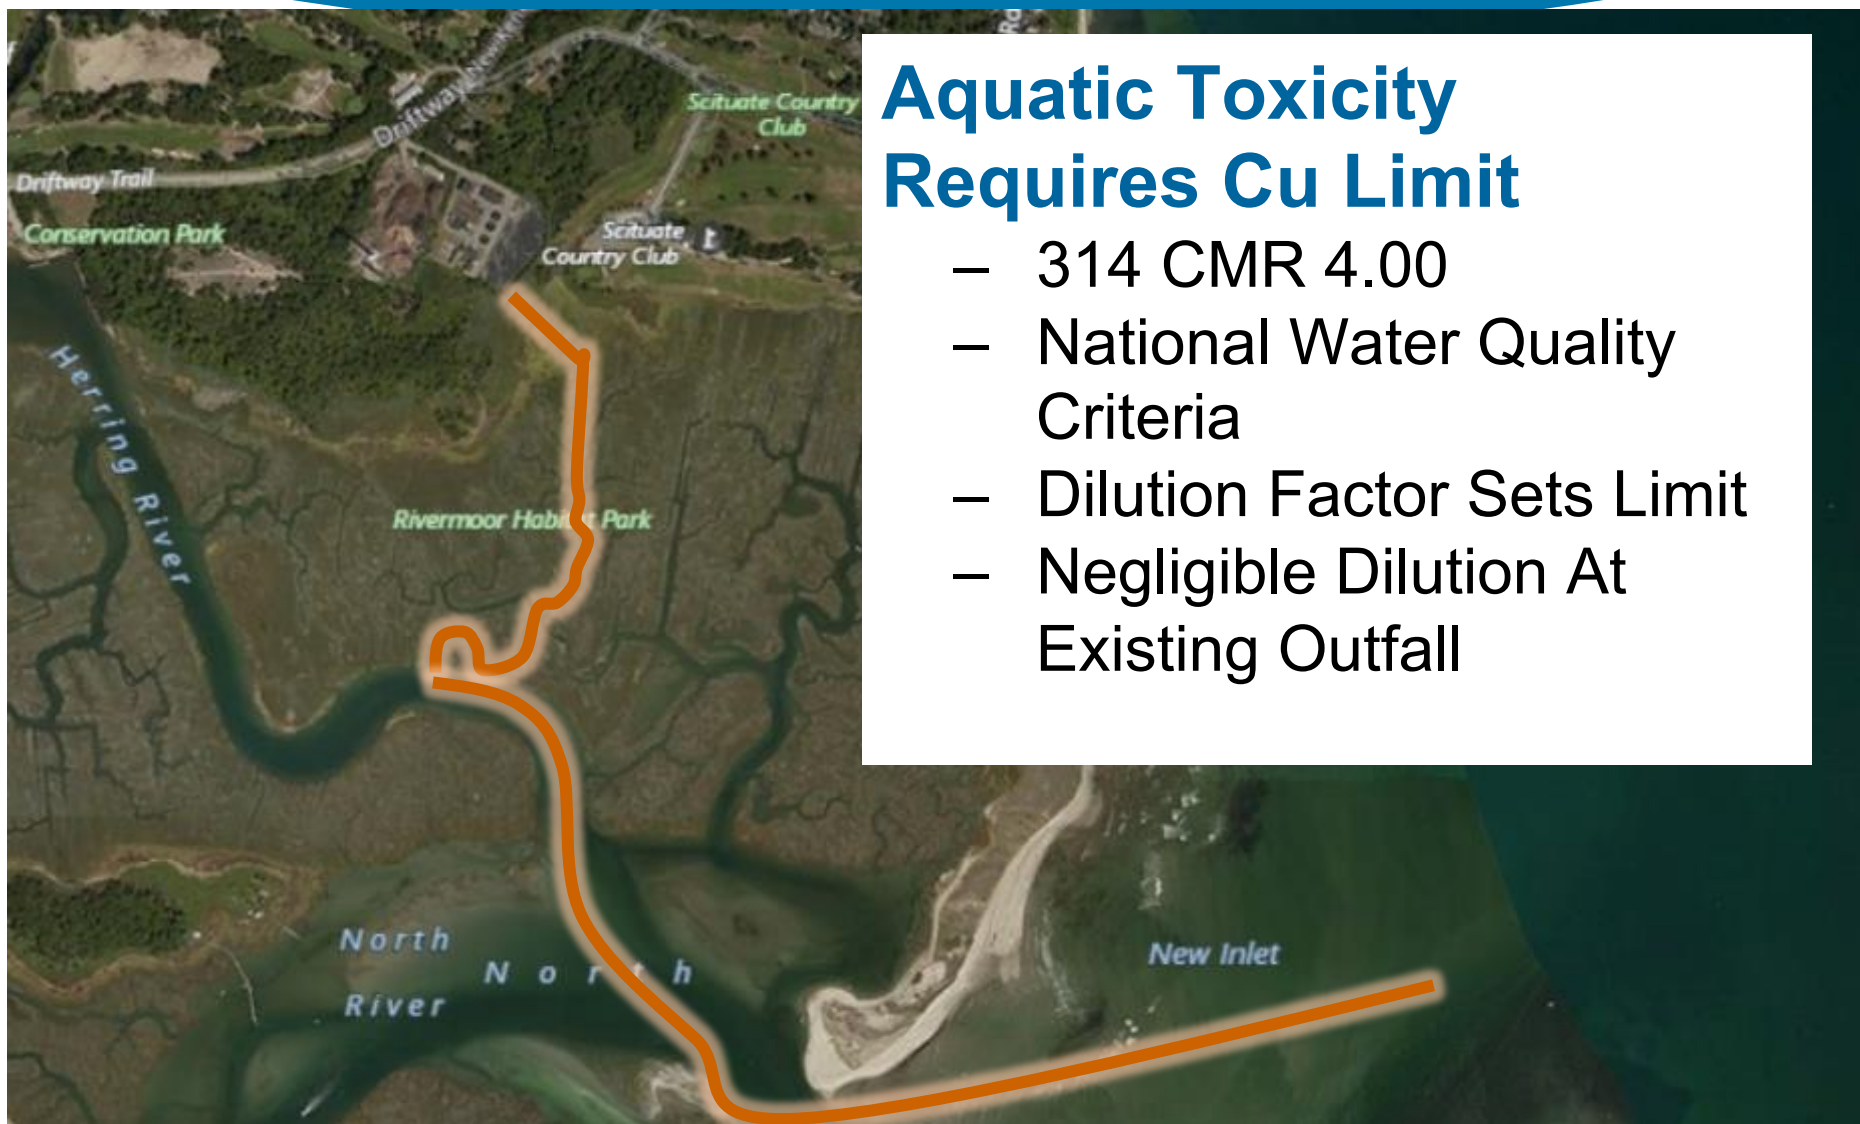 Aquatic Toxicity
Requires Cu Limit
– 314 CMR 4.00
– National Water Quality
Criteria
– Dilution Factor Sets Limit
– Negligible Dilution At
Existing Outfall
Driftway
Scituate Country
Club
Driftway Trail
Conservation Park
Scituate
Country Club
Herring River
Rivermoor Habitat Park
North
River
North
New Inlet